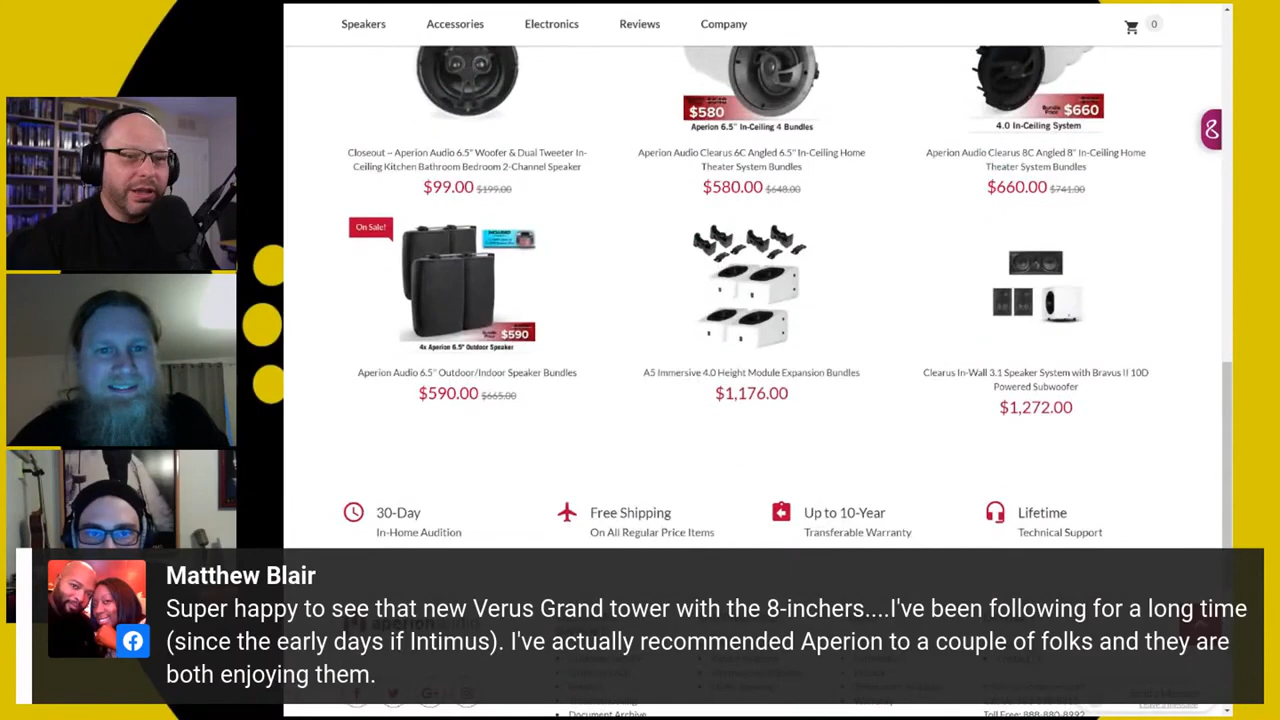 Speakers Accessories Electronics Reviews Company 0
$580
Aperion 6.5" In-Ceiling 4 Bundles
Bundle Price $660
4.0 In-Ceiling System
Closeout ~ Aperion Audio 6.5" Woofer & Dual Tweeter In-
Ceiling Kitchen Bathroom Bedroom 2-Channel Speaker
$99.00 $199.00
Aperion Audio Clearus 6C Angled 6.5" In-Ceiling Home
Theater System Bundles
$580.00 $648.00
Aperion Audio Clearus 8C Angled 8" In-Ceiling Home
Theater System Bundles
$660.00 $741.00
On Sale!
$590
4x Aperion 6.5" Outdoor Speaker
Aperion Audio 6.5" Outdoor/Indoor Speaker Bundles
$590.00 $665.00
A5 Immersive 4.0 Height Module Expansion Bundles
$1,176.00
Clearus In-Wall 3.1 Speaker System with Bravus II 10D
Powered Subwoofer
$1,272.00
30-Day
In-Home Audition
Free Shipping
On All Regular Price Items
Up to 10-Year
Transferable Warranty
Lifetime
Technical Support
Matthew Blair
Super happy to see that new Verus Grand tower with the 8-inchers....I've been following for a long time
(since the early days if Intimus). I've actually recommended Aperion to a couple of folks and they are
both enjoying them.
Document Archive
Toll Free: 888-880-8992